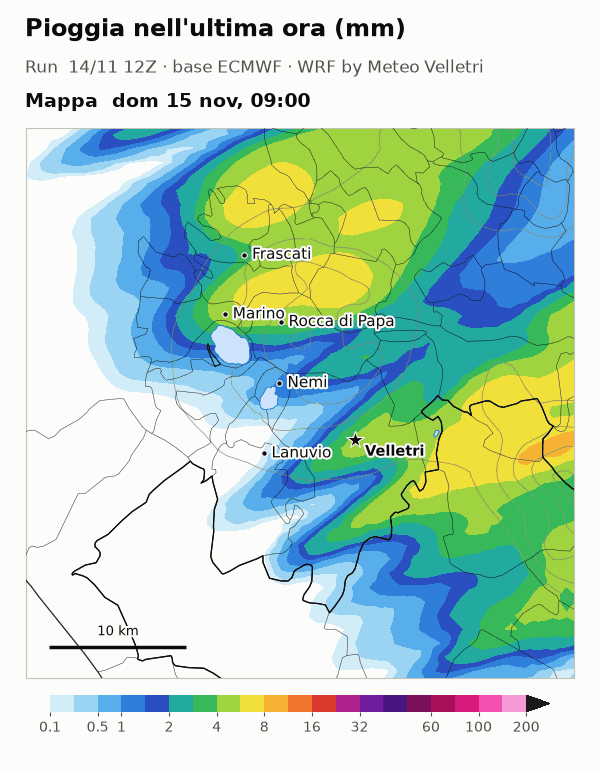 Pioggia nell'ultima ora (mm)
Run  14/11 12Z · base ECMWF · WRF by Meteo Velletri
Mappa  dom 15 nov, 09:00
Frascati
Marino
Rocca di Papa
Nemi
Velletri
Lanuvio
10 km
0.1 0.5 1 2 4 8 16 32 60 100 200